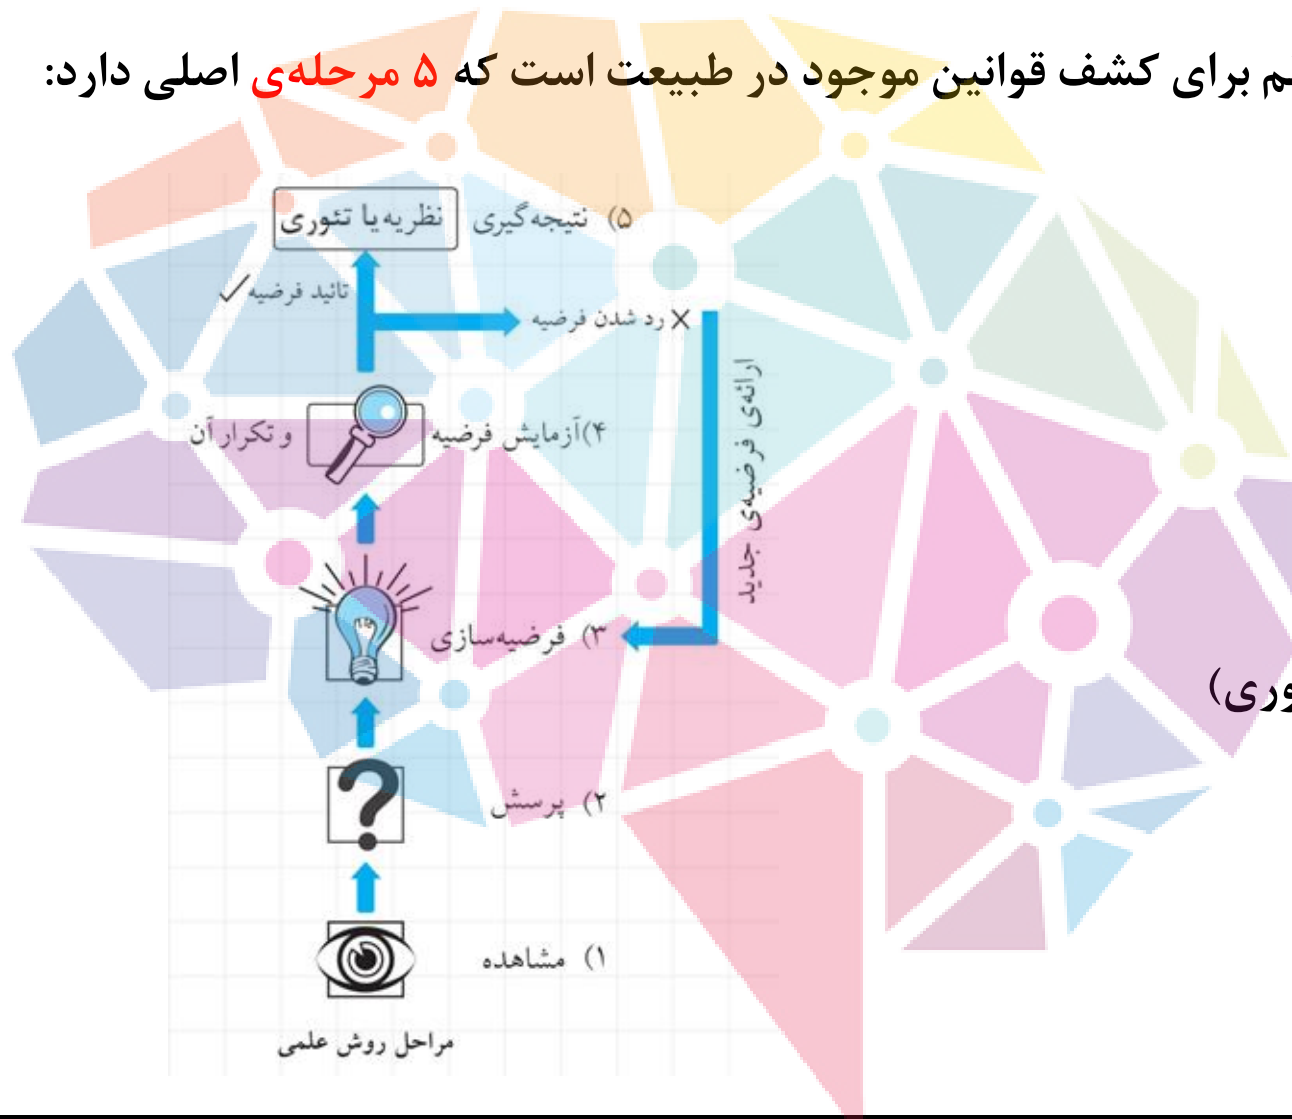 م برای کشف قوانین موجود در طبیعت است که ۵ مرحله‌ی اصلی دارد:
۵) نتیجه‌گیری نظریه یا تئوری
تائید فرضیه
رد شدن فرضیه
ارائه‌ی فرضیه‌ی جدید
۴) آزمایش فرضیه و تکرار آن
۳) فرضیه‌سازی
وری)
۲) پرسش
۱) مشاهده
مراحل روش علمی